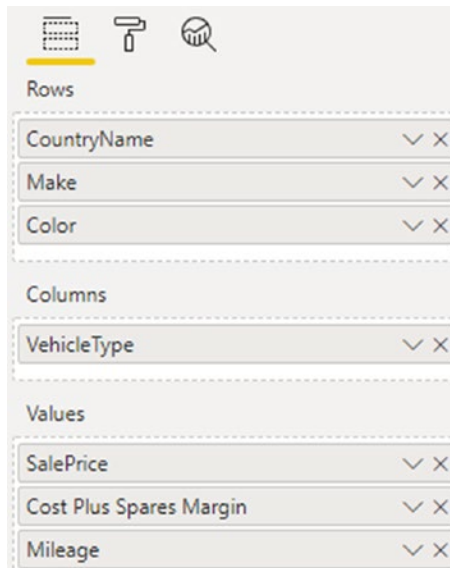 Rows
CountryName
Make
Color
Columns
VehicleType
Values
SalePrice
Cost Plus Spares Margin
Mileage